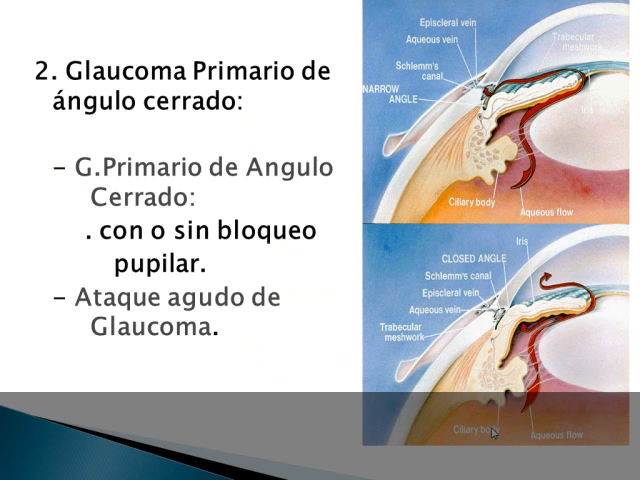 2. Glaucoma Primario de
ángulo cerrado:
– G.Primario de Angulo
Cerrado:
. con o sin bloqueo
pupilar.
– Ataque agudo de
Glaucoma.
Episcleral vein
Aqueous vein
Trabecular
meshwork
Schlemm's
canal
NARROW
ANGLE
Iris
Ciliary body
Aqueous flow
Iris
CLOSED ANGLE
Schlemm's canal
Episcleral vein
Aqueous vein
Trabecular
meshwork
Ciliary body
Aqueous flow